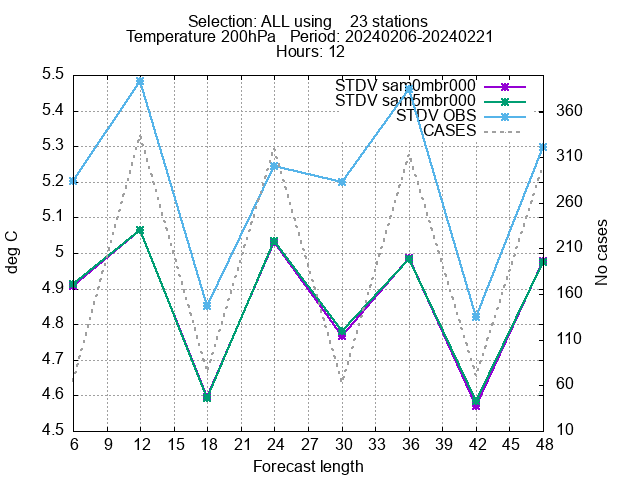 Selection: ALL using    23 stations
Temperature 200hPa   Period: 20240206-20240221
Hours: 12
STDV sam0mbr000
STDV sam5mbr000
STDV OBS
CASES
5.5
5.4
5.3
5.2
5.1
5
4.9
4.8
4.7
4.6
4.5
deg C
360
310
260
210
160
110
60
10
No cases
6 9 12 15 18 21 24 27 30 33 36 39 42 45 48
Forecast length